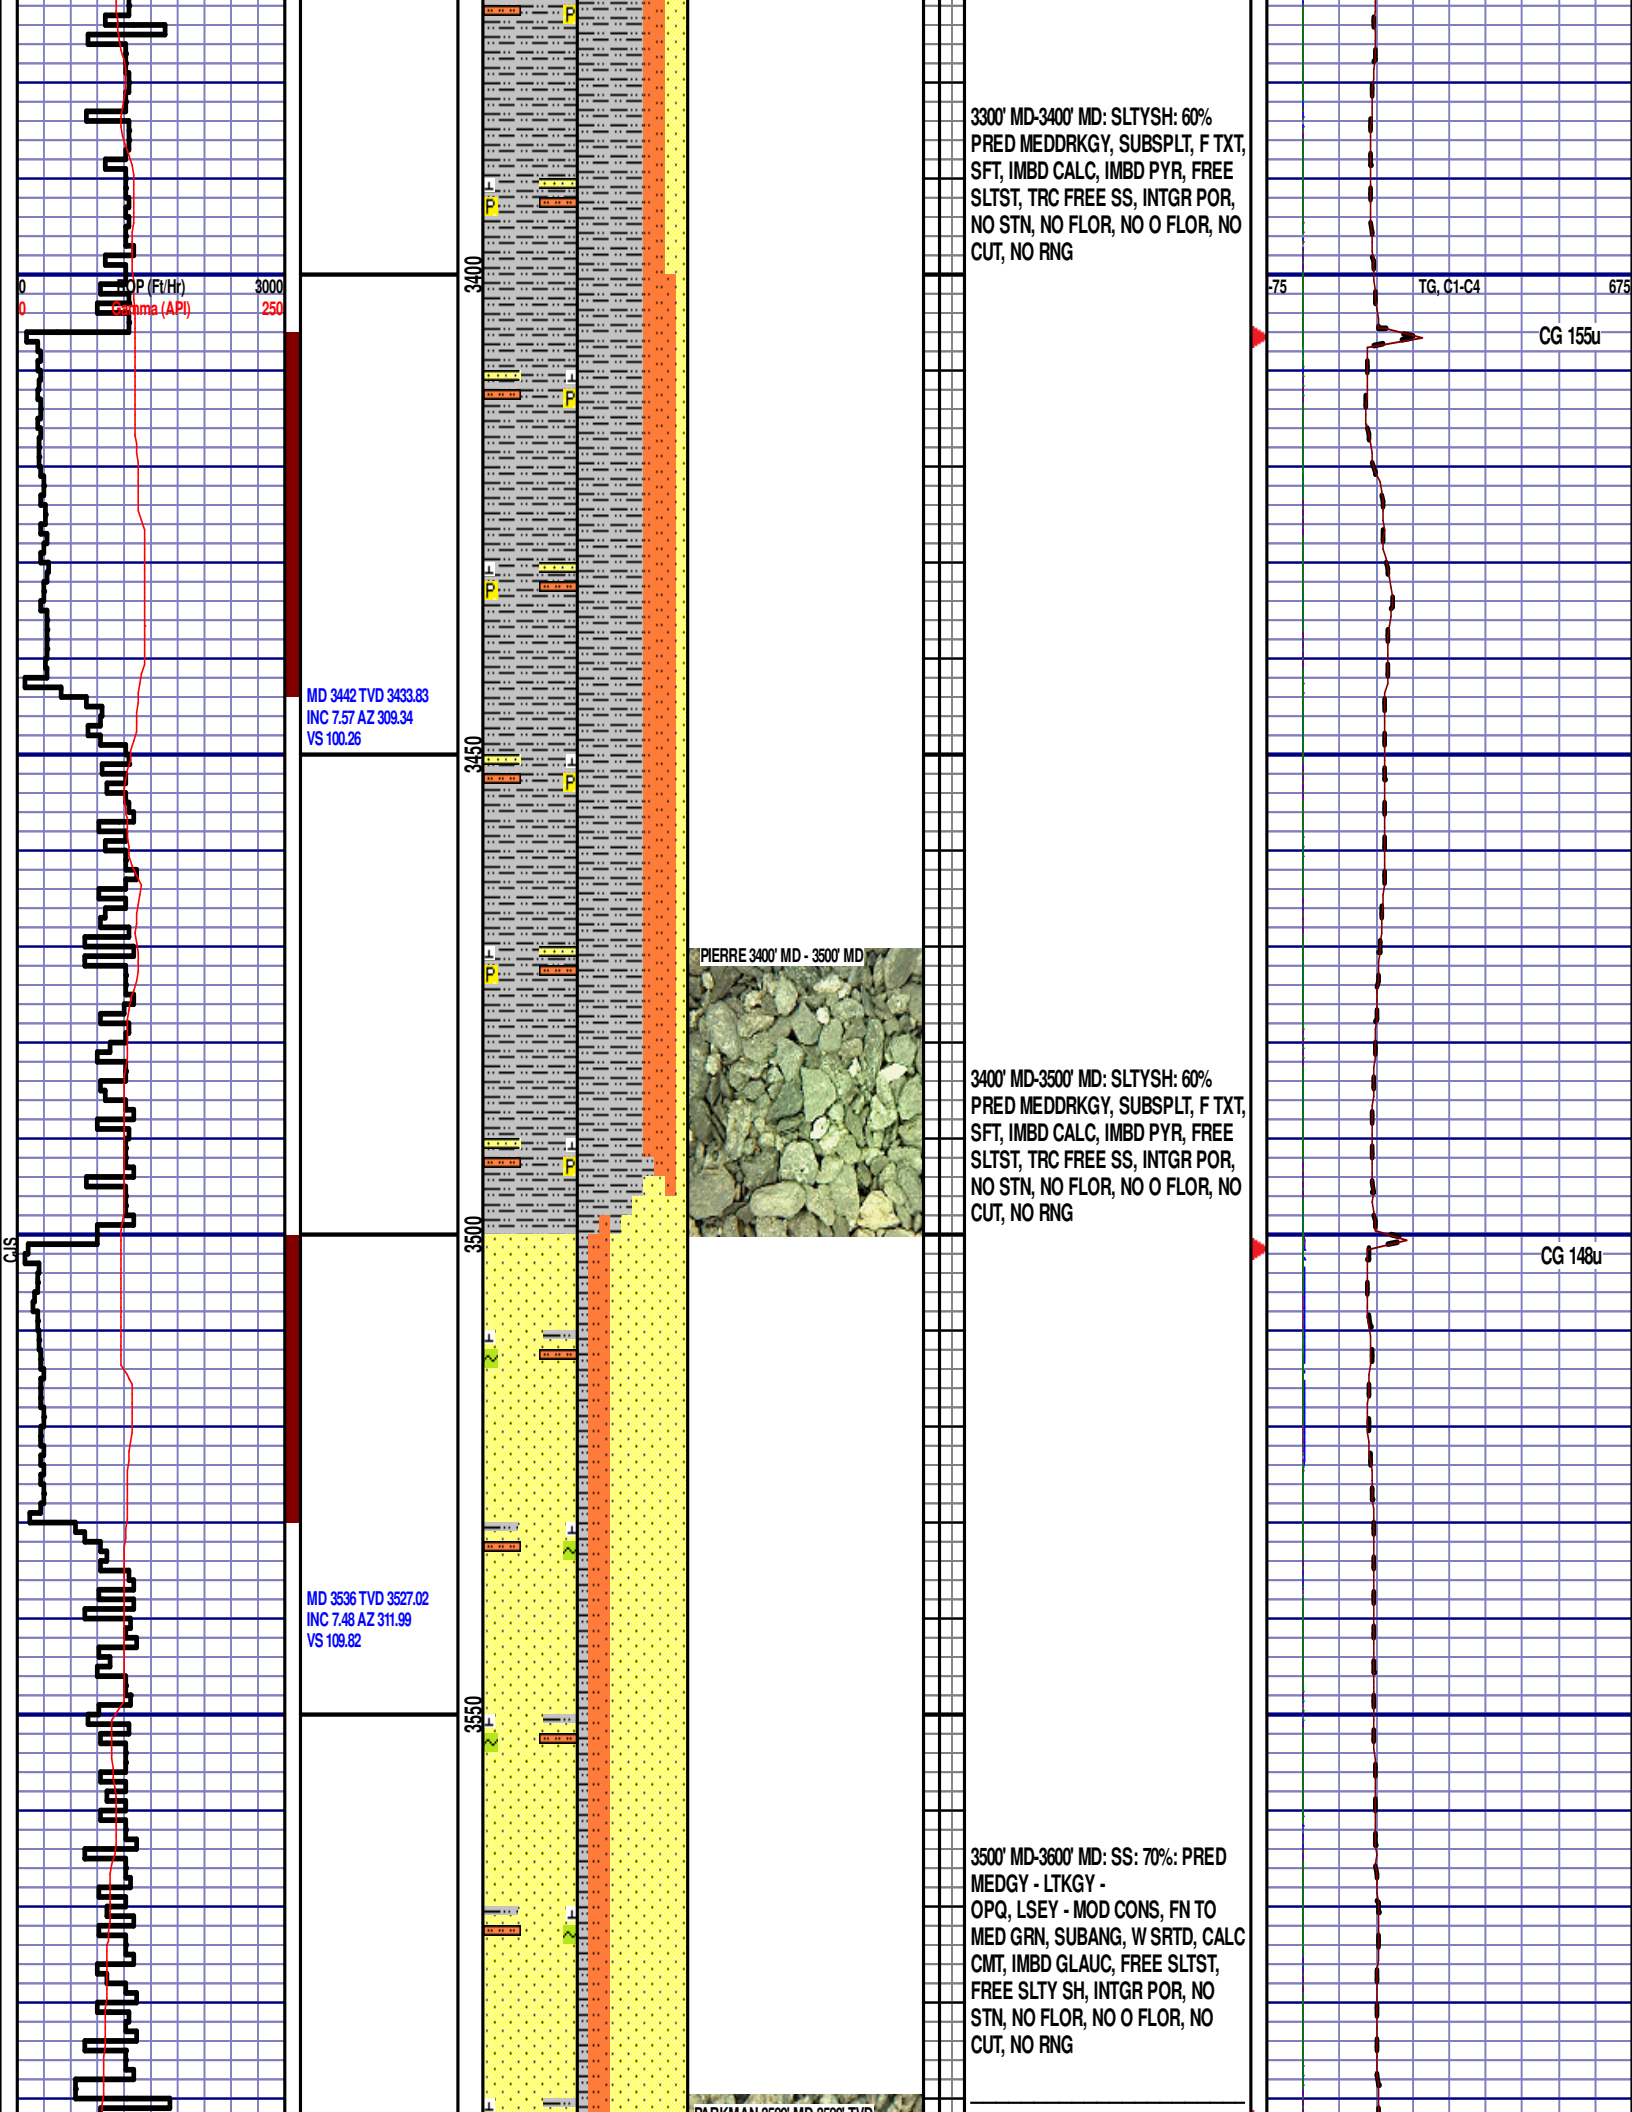 3300' MD-3400' MD: SLTYSH: 60%
PRED MEDDRKGY, SUBSPLT, F TXT,
SFT, IMBD CALC, IMBD PYR, FREE
SLTST, TRC FREE SS, INTGR POR,
NO STN, NO FLOR, NO O FLOR, NO
CUT, NO RNG
3400
0 ROP (Ft/Hr) 3000
0 Gamma (API) 250
-75 TG, C1-C4 675
CG 155u
MD 3442 TVD 3433.83
INC 7.57 AZ 309.34
VS 100.26
3450
PIERRE 3400' MD - 3500' MD
3400' MD-3500' MD: SLTYSH: 60%
PRED MEDDRKGY, SUBSPLT, F TXT,
SFT, IMBD CALC, IMBD PYR, FREE
SLTST, TRC FREE SS, INTGR POR,
NO STN, NO FLOR, NO O FLOR, NO
CUT, NO RNG
CJS
3500
CG 148u
MD 3536 TVD 3527.02
INC 7.48 AZ 311.99
VS 109.82
3550
3500' MD-3600' MD: SS: 70%: PRED
MEDGY - LTKGY -
OPQ, LSEY - MOD CONS, FN TO
MED GRN, SUBANG, W SRTD, CALC
CMT, IMBD GLAUC, FREE SLTST,
FREE SLTY SH, INTGR POR, NO
STN, NO FLOR, NO O FLOR, NO
CUT, NO RNG
P
P
P
P
P
P
P